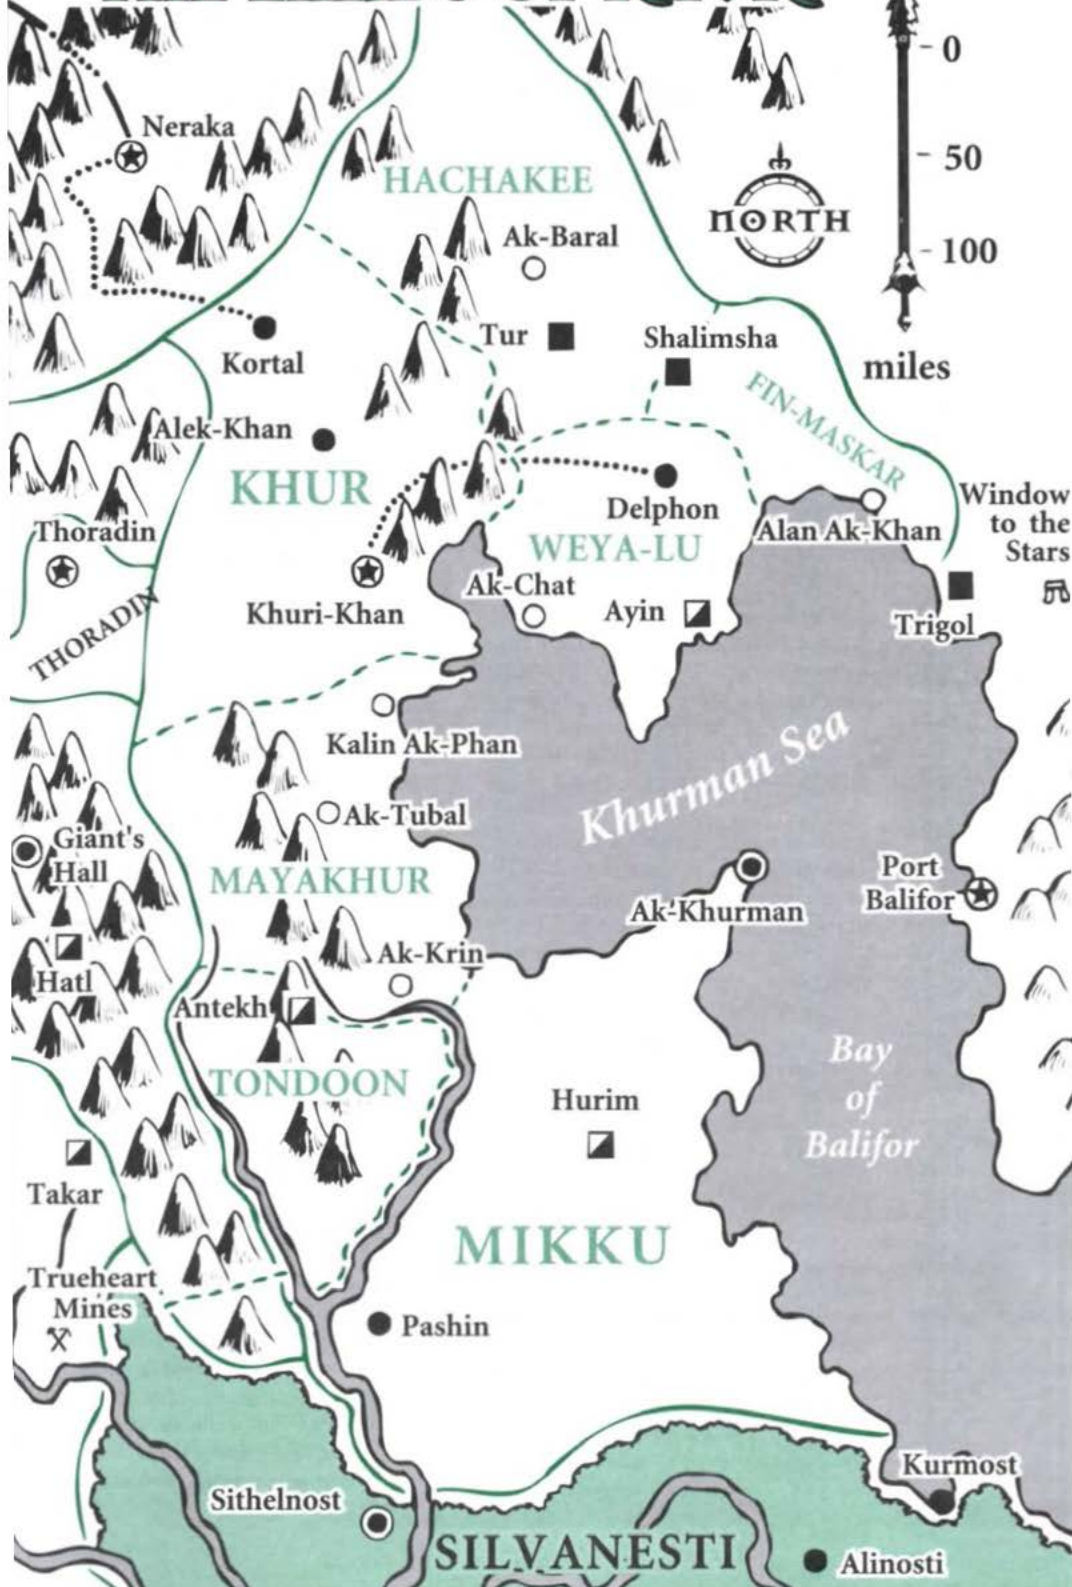 0
Neraka
50
HACHAKEE
NORTH
Ak-Baral
100
Tur
Shalimsha
Kortal
miles
FIN-MASKAR
Alek-Khan
KHUR
Window
to the
Stars
Delphon
Alan Ak-Khan
Thoradin
WEYA-LU
Ak-Chat
Khuri-Khan
Ayin
Trigol
THORADIN
Kalin Ak-Phan
Khurman Sea
Ak-Tubal
Giant's
Hall
MAYAKHUR
Port
Balifor
Ak-Khurman
Ak-Krin
Hatl
Antekh
TONDOON
Bay
of
Balifor
Hurim
Takar
MIKKU
Trueheart
Mines
Pashin
Kurmost
Sithelnost
SILVANESTI
Alinosti